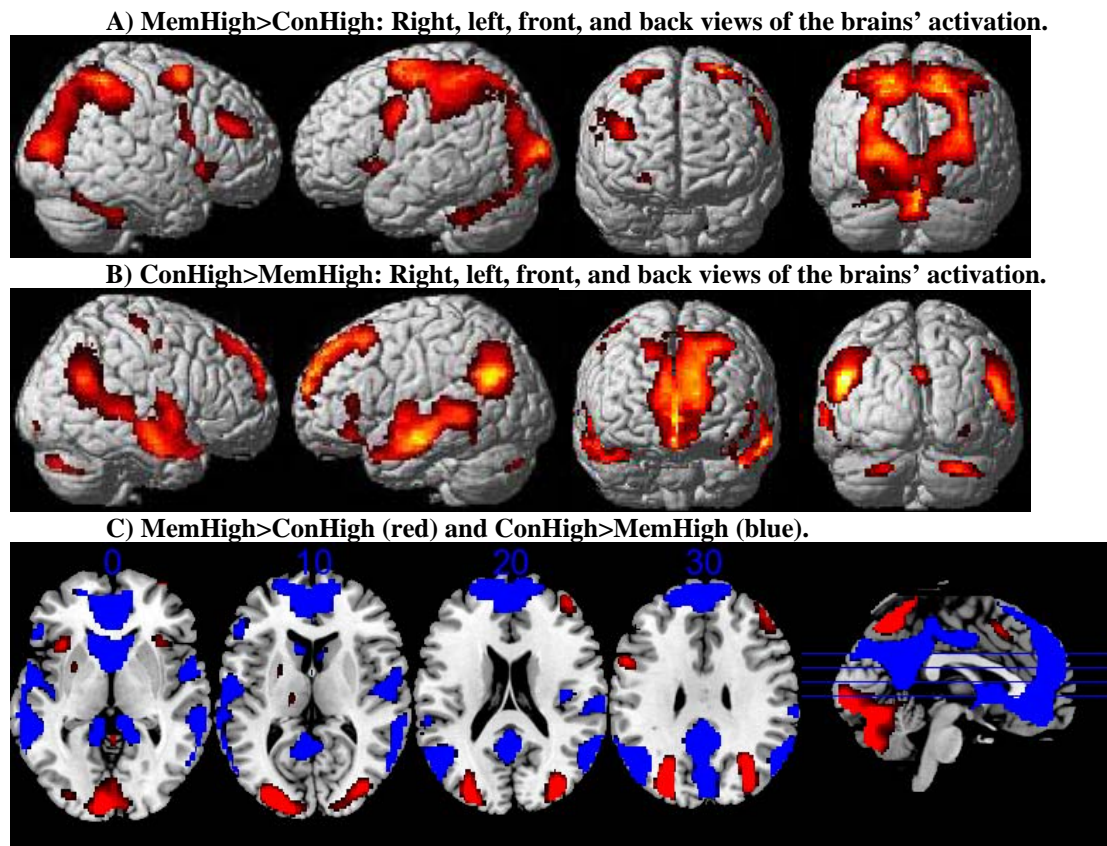 A) MemHigh>ConHigh: Right, left, front, and back views of the brains’ activation.
B) ConHigh>MemHigh: Right, left, front, and back views of the brains’ activation.
C) MemHigh>ConHigh (red) and ConHigh>MemHigh (blue).
0 10 20 30